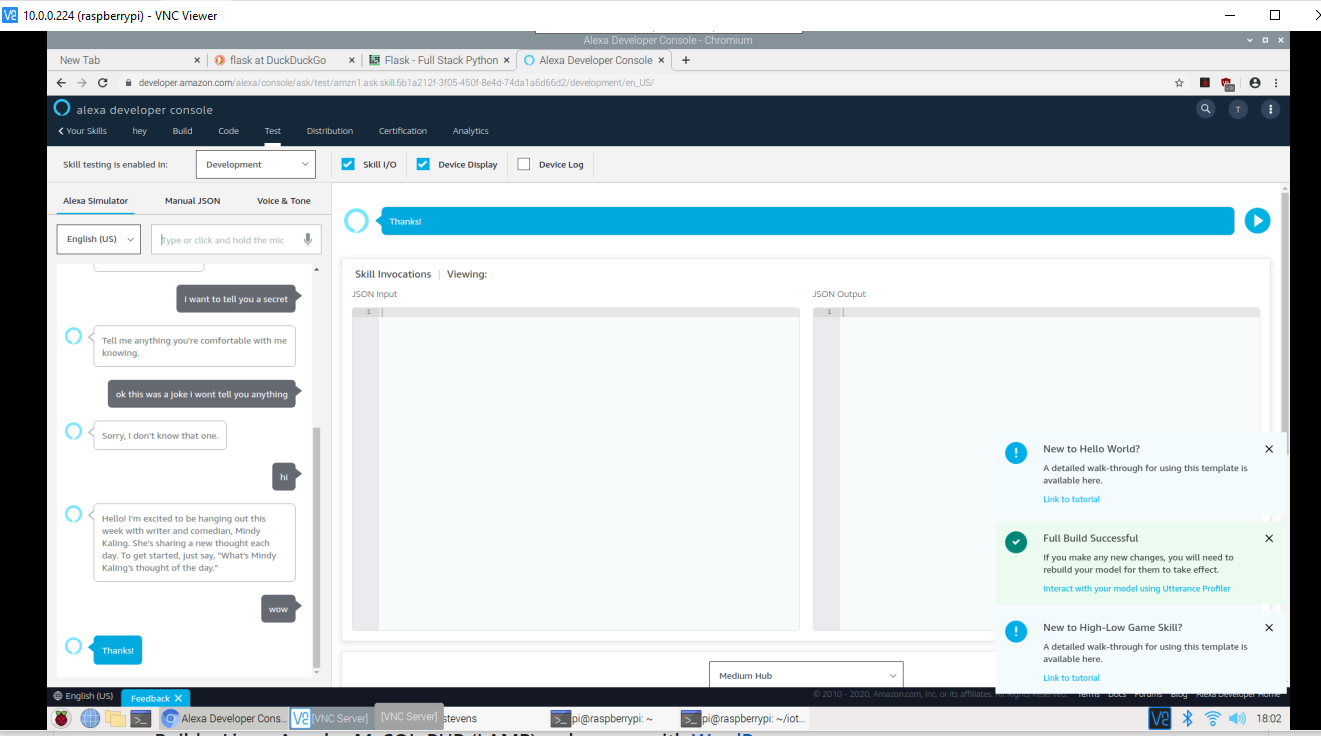 10.0.0.224 (raspberrypi) - VNC Viewer
Alexa Developer Console - Chromium
New Tab
flask at DuckDuckGo
Flask - Full Stack Python
Alexa Developer Console
developer.amazon.com/alexa/console/ask/test/amzn1.ask.skill.6b1a212f-3f05-450f-8e4d-74da1a6d66d2/development/en_US/
alexa developer console
T
Your Skills
hey
Build
Code
Test
Distribution
Certification
Analytics
Skill testing is enabled in:
Development
Skill I/O
Device Display
Device Log
Alexa Simulator
Manual JSON
Voice & Tone
English (US)
Type or click and hold the mic
i want to tell you a secret
Tell me anything you're comfortable with me
knowing.
ok this was a joke i wont tell you anything
Sorry, I don't know that one.
hi
Hello! I'm excited to be hanging out this
week with writer and comedian, Mindy
Kaling. She's sharing a new thought each
day. To get started, just say, "What's Mindy
Kaling's thought of the day."
wow
Thanks!
Thanks!
Skill Invocations | Viewing:
JSON Input
JSON Output
1
1
New to Hello World?
A detailed walk-through for using this template is
available here.
Link to tutorial
Full Build Successful
If you make any new changes, you will need to
rebuild your model for them to take effect.
Interact with your model using Utterance Profiler
New to High-Low Game Skill?
A detailed walk-through for using this template is
available here.
Link to tutorial
Medium Hub
English (US)
Feedback
© 2010 - 2020, Amazon.com, Inc. or its affiliates. All Rights Reserved.
Terms Docs Forums Blog Alexa Developer Home
Alexa Developer Cons...
[VNC Server]
[VNC Server]
stevens
pi@raspberrypi: ~
pi@raspberrypi: ~/iot...
18:02